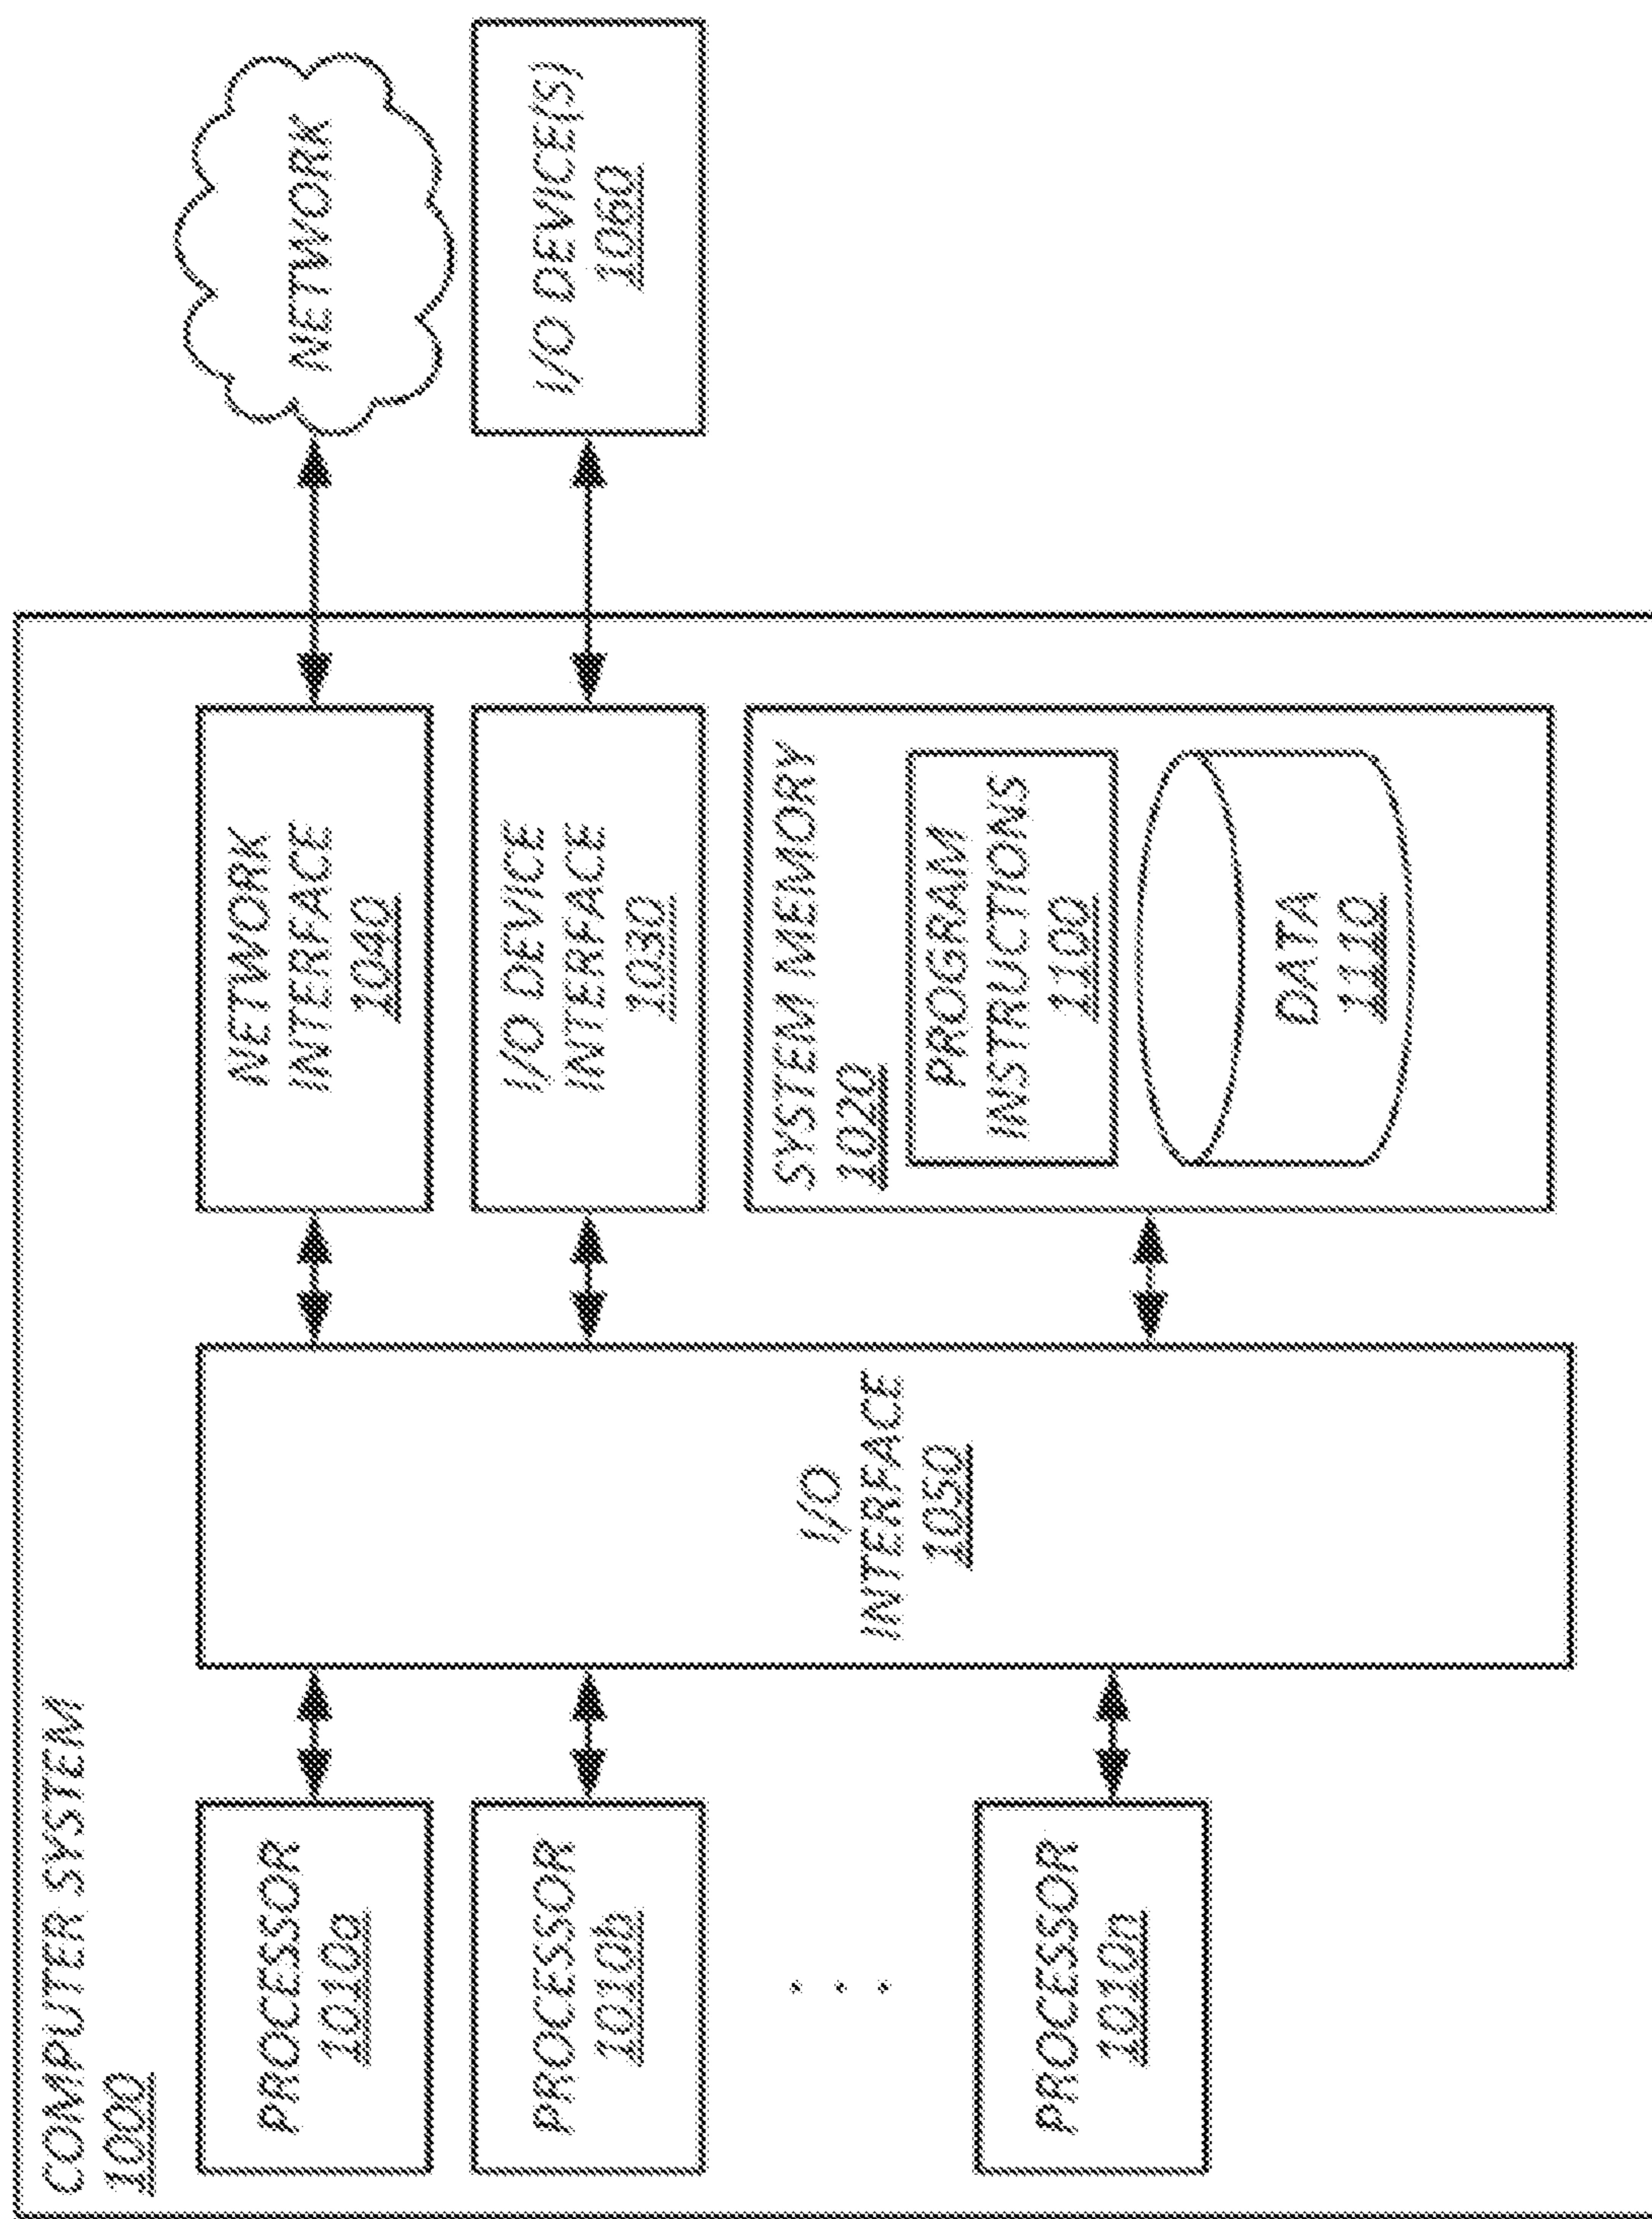 COMPUTER SYSTEM
1000
PROCESSOR
1010a
PROCESSOR
1010b
. . .
PROCESSOR
1010n
I/O
INTERFACE
1050
NETWORK
INTERFACE
1040
I/O DEVICE
INTERFACE
1030
SYSTEM MEMORY
1020
PROGRAM
INSTRUCTIONS
1100
DATA
1110
NETWORK
I/O DEVICE(S)
1060